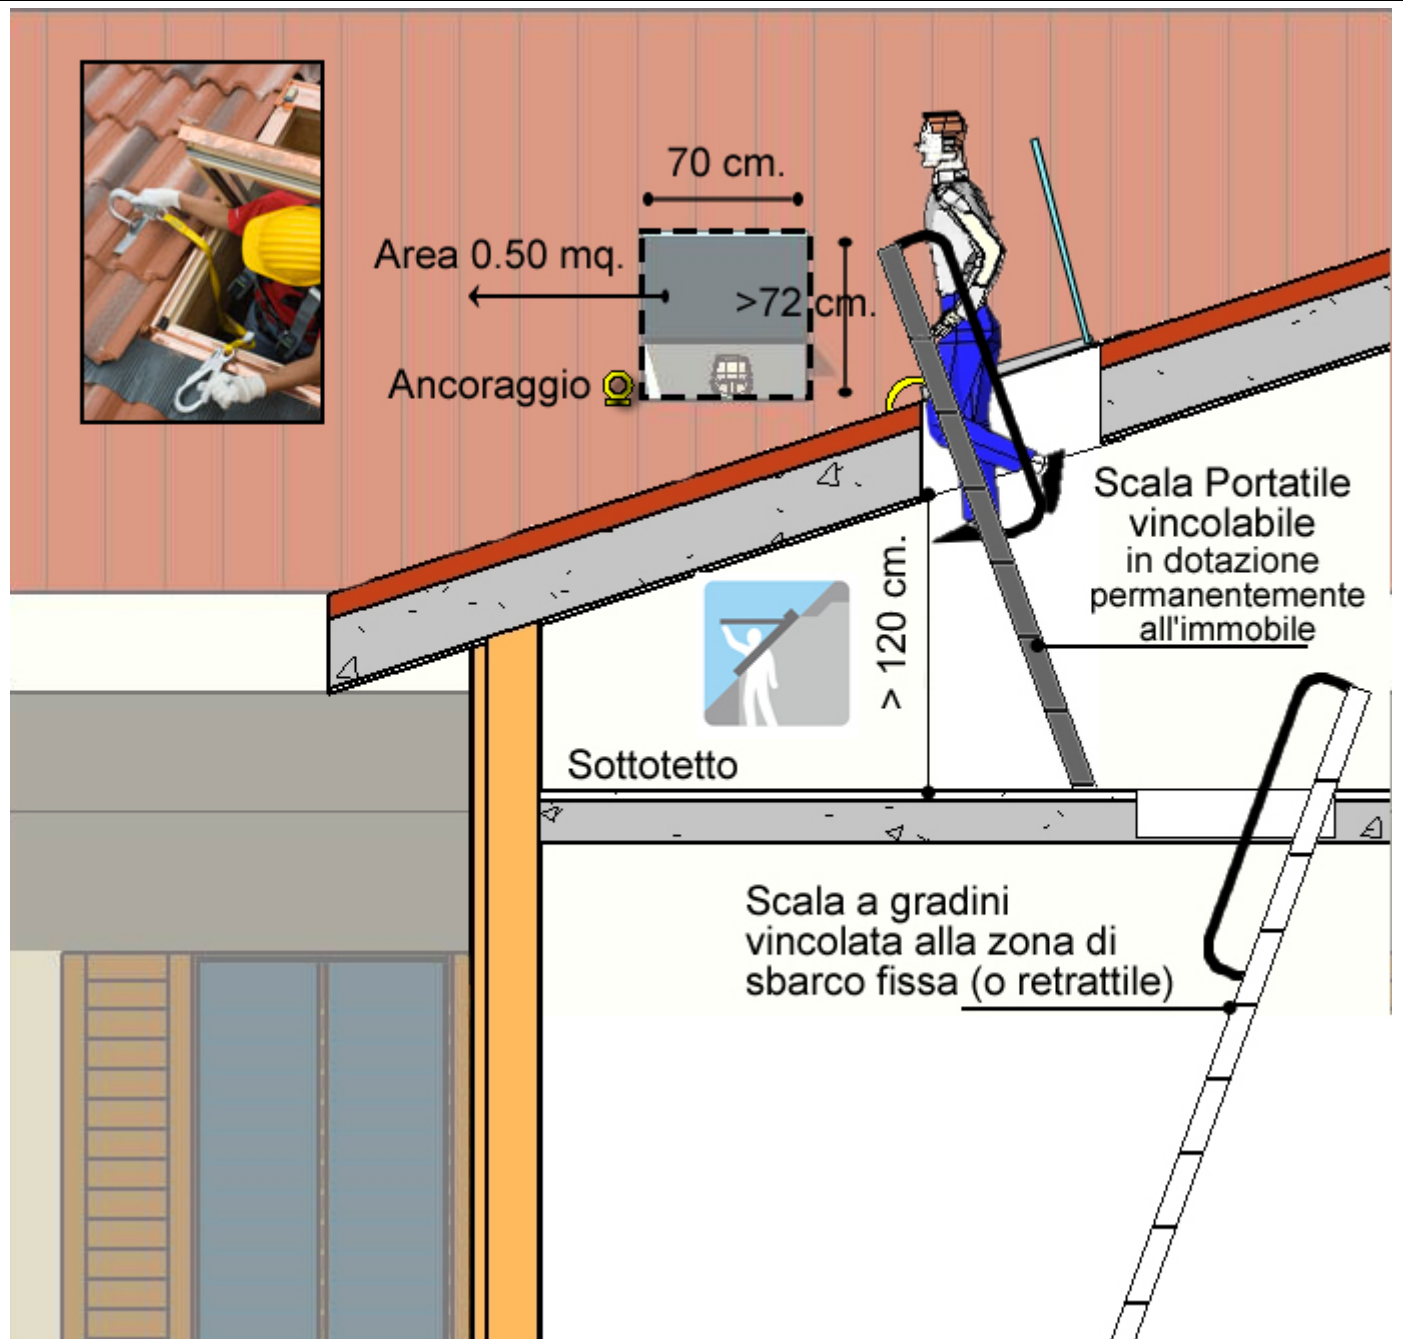 70 cm.
Area 0.50 mq.
>72 cm.
Ancoraggio
Scala Portatile
vincolabile
in dotazione
permanentemente
all'immobile
> 120 cm.
Sottotetto
Scala a gradini
vincolata alla zona di
sbarco fissa (o retrattile)